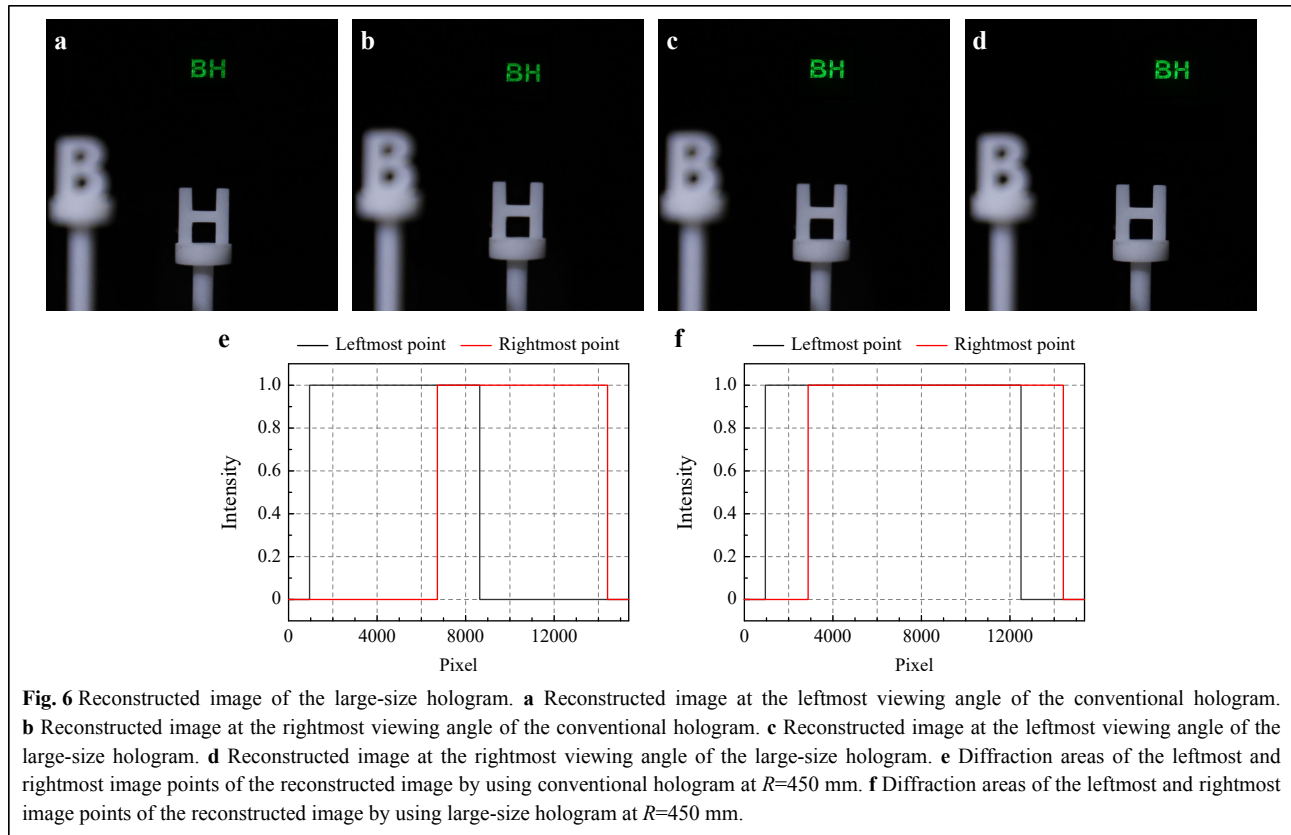 a
b
c
d
BH
BH
BH
BH
B
H
B
H
B
H
B
H
e
Leftmost point
Rightmost point
1.0
0.8
0.6
0.4
0.2
0
Intensity
0
4000
8000
12000
Pixel
f
Leftmost point
Rightmost point
1.0
0.8
0.6
0.4
0.2
0
Intensity
0
4000
8000
12000
Pixel
Fig. 6 Reconstructed image of the large-size hologram. a Reconstructed image at the leftmost viewing angle of the conventional hologram.
b Reconstructed image at the rightmost viewing angle of the conventional hologram. c Reconstructed image at the leftmost viewing angle of the
large-size hologram. d Reconstructed image at the rightmost viewing angle of the large-size hologram. e Diffraction areas of the leftmost and
rightmost image points of the reconstructed image by using conventional hologram at R=450 mm. f Diffraction areas of the leftmost and rightmost
image points of the reconstructed image by using large-size hologram at R=450 mm.